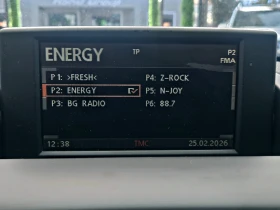 ENERGY
TP
P2
FMA
P1: >FRESH<
P4: Z-ROCK
P2: ENERGY
P5: N-JOY
P3: BG RADIO
P6: 88.7
12:38
TMC
25.02.2026